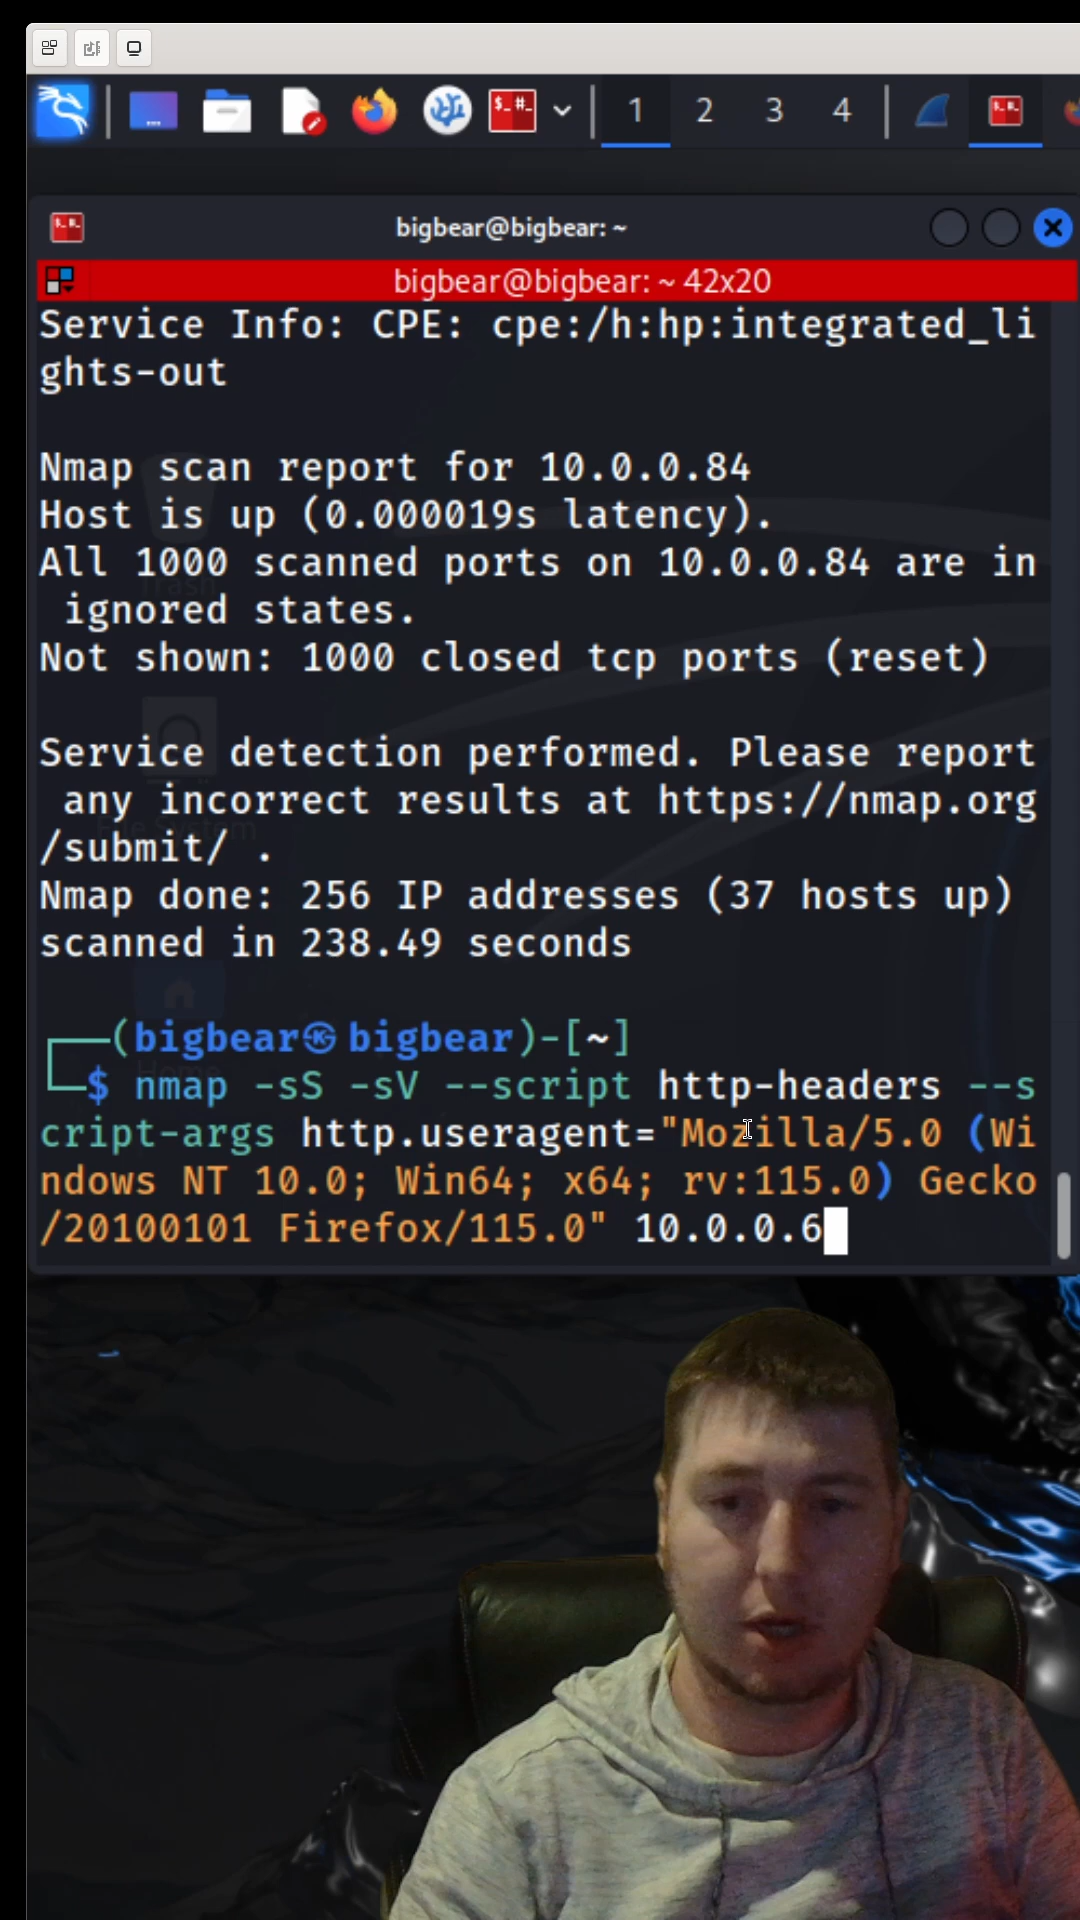 1 2 3 4
bigbear@bigbear: ~
bigbear@bigbear: ~ 42x20
Service Info: CPE: cpe:/h:hp:integrated_li
ghts-out
Nmap scan report for 10.0.0.84
Host is up (0.000019s latency).
All 1000 scanned ports on 10.0.0.84 are in
 ignored states.
Not shown: 1000 closed tcp ports (reset)
Service detection performed. Please report
 any incorrect results at https://nmap.org
/submit/ .
Nmap done: 256 IP addresses (37 hosts up)
scanned in 238.49 seconds
┌──(bigbear㉿bigbear)-[~]
└─$ nmap -sS -sV --script http-headers --s
cript-args http.useragent="Mozilla/5.0 (Wi
ndows NT 10.0; Win64; x64; rv:115.0) Gecko
/20100101 Firefox/115.0" 10.0.0.6
Trash
File System
Home